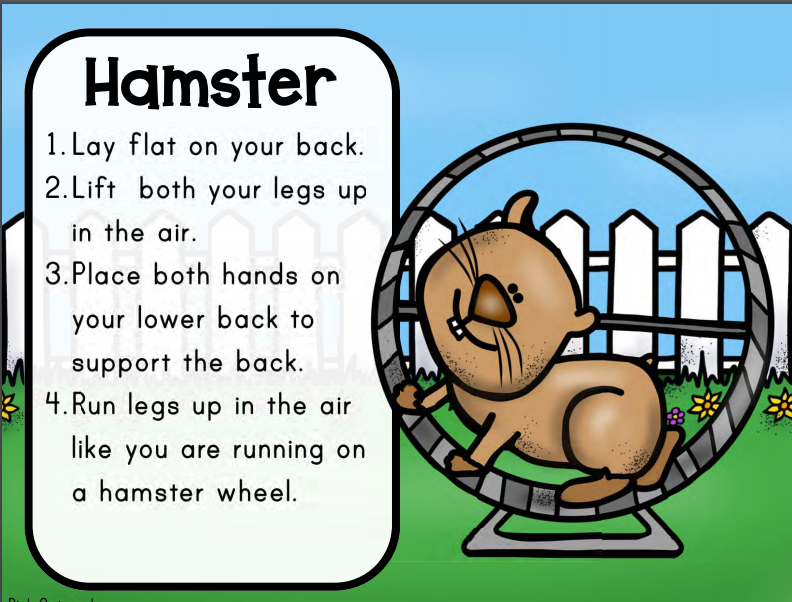 Hamster
1. Lay flat on your back.
2. Lift both your legs up
in the air.
3. Place both hands on
your lower back to
support the back.
4. Run legs up in the air
like you are running on
a hamster wheel.